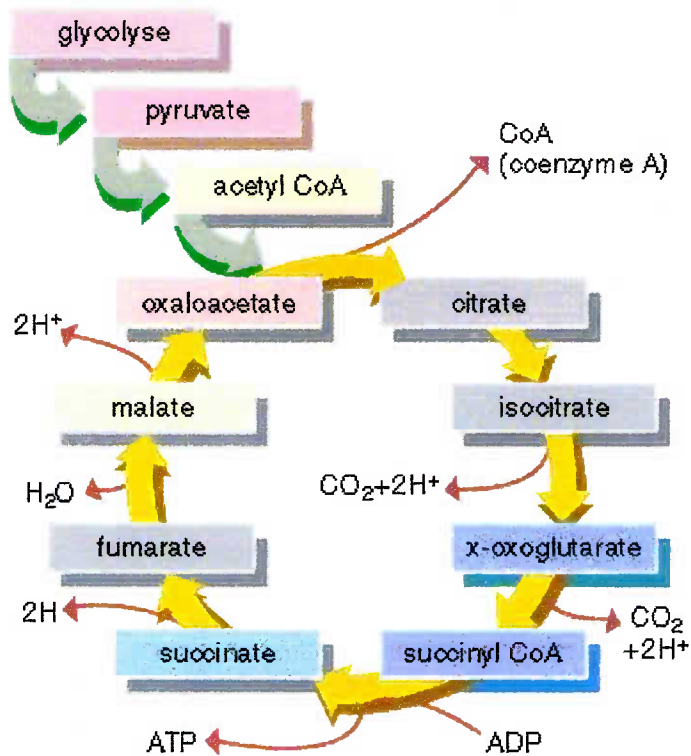 glycolyse
pyruvate
acetyl CoA
CoA
(coenzyme A)
oxaloacetate
citrate
2H⁺
malate
isocitrate
H₂O
CO₂+2H⁺
fumarate
x-oxoglutarate
2H
CO₂
+2H⁺
succinate
succinyl CoA
ATP
ADP